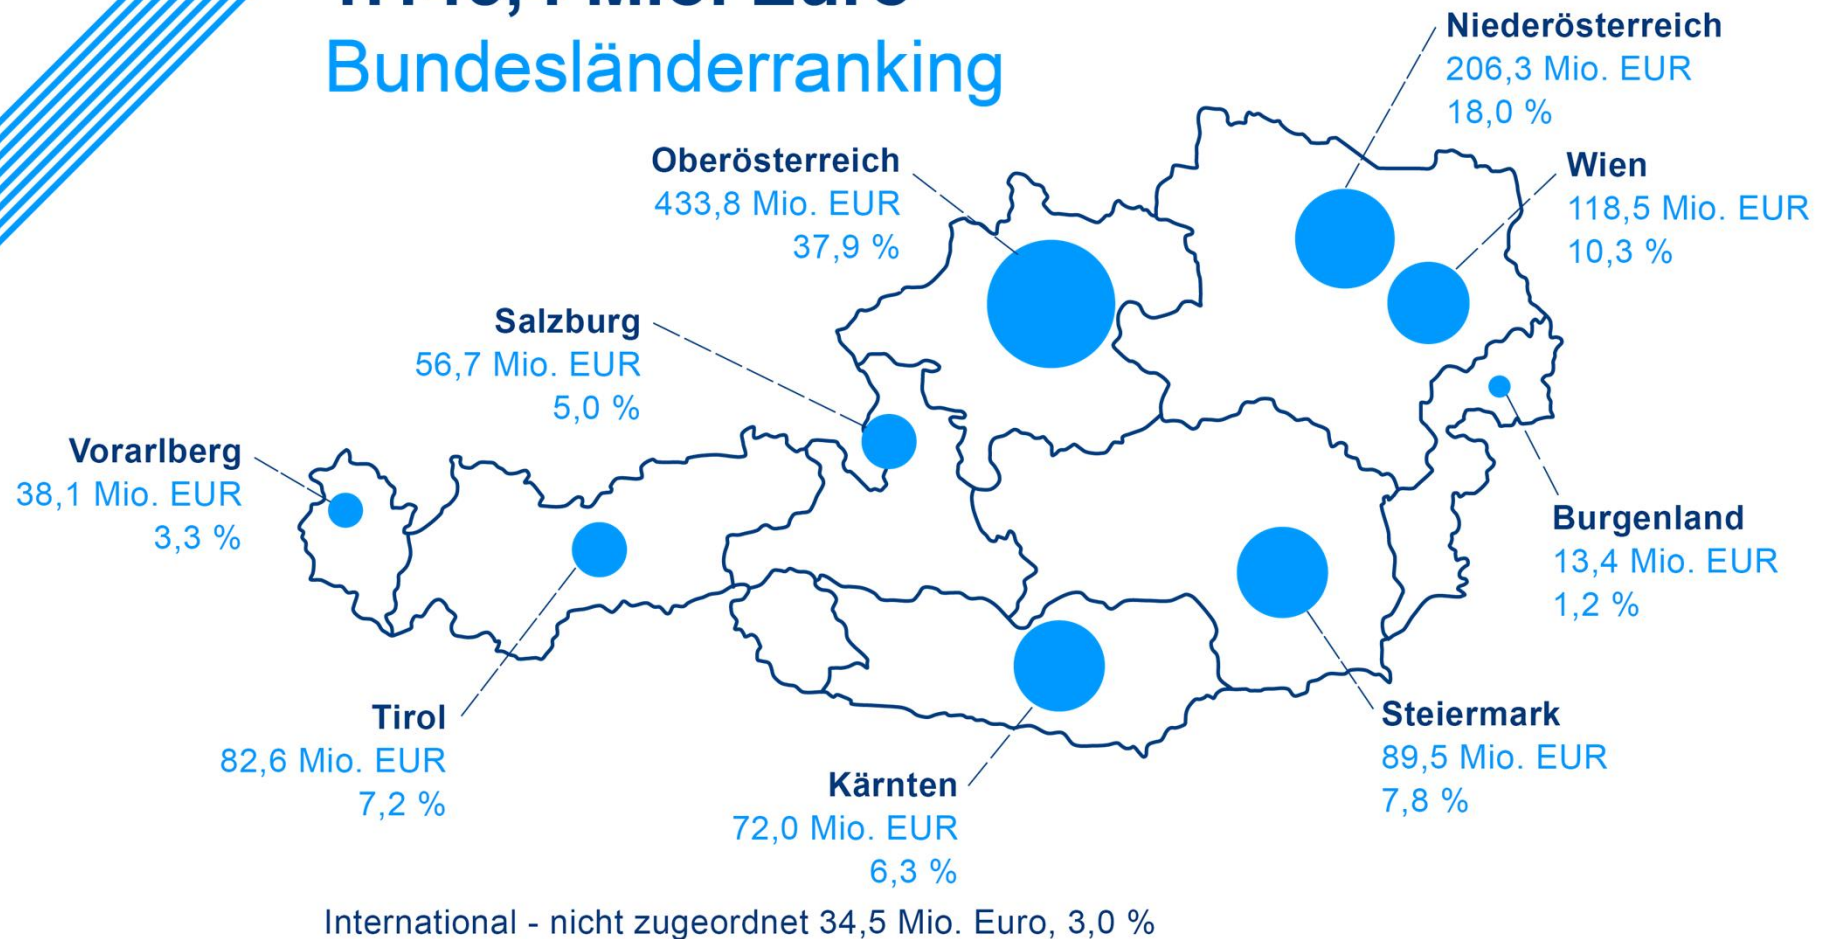 Mio. Euro
Bundesländerranking
Niederösterreich
206,3 Mio. EUR
18,0 %
Oberösterreich
433,8 Mio. EUR
37,9 %
Wien
118,5 Mio. EUR
10,3 %
Salzburg
56,7 Mio. EUR
5,0 %
Vorarlberg
38,1 Mio. EUR
3,3 %
Burgenland
13,4 Mio. EUR
1,2 %
Tirol
82,6 Mio. EUR
7,2 %
Steiermark
89,5 Mio. EUR
7,8 %
Kärnten
72,0 Mio. EUR
6,3 %
International - nicht zugeordnet 34,5 Mio. Euro, 3,0 %